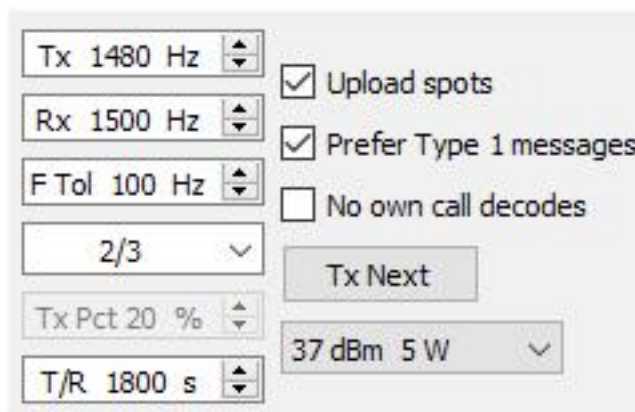 Tx 1480 Hz
Rx 1500 Hz
F Tol 100 Hz
2/3
Tx Pct 20 %
T/R 1800 s
Upload spots
Prefer Type 1 messages
No own call decodes
Tx Next
37 dBm 5 W